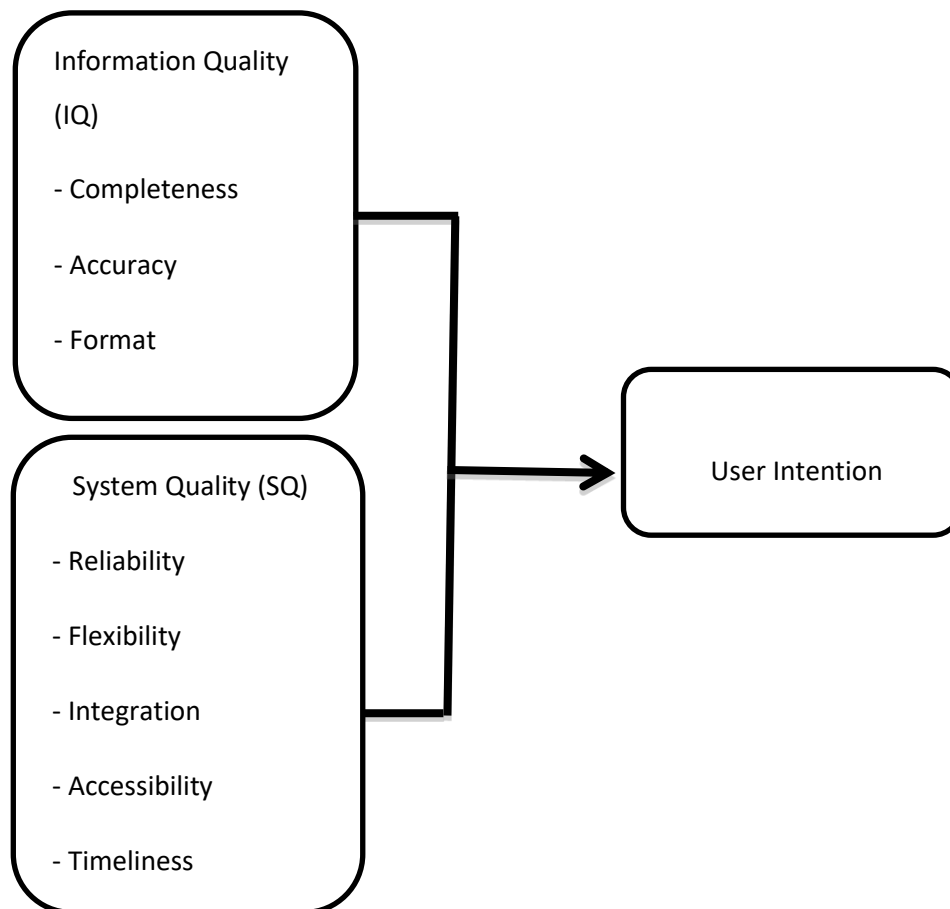 Information Quality
(IQ)
- Completeness
- Accuracy
- Format
System Quality (SQ)
- Reliability
- Flexibility
- Integration
- Accessibility
- Timeliness
User Intention